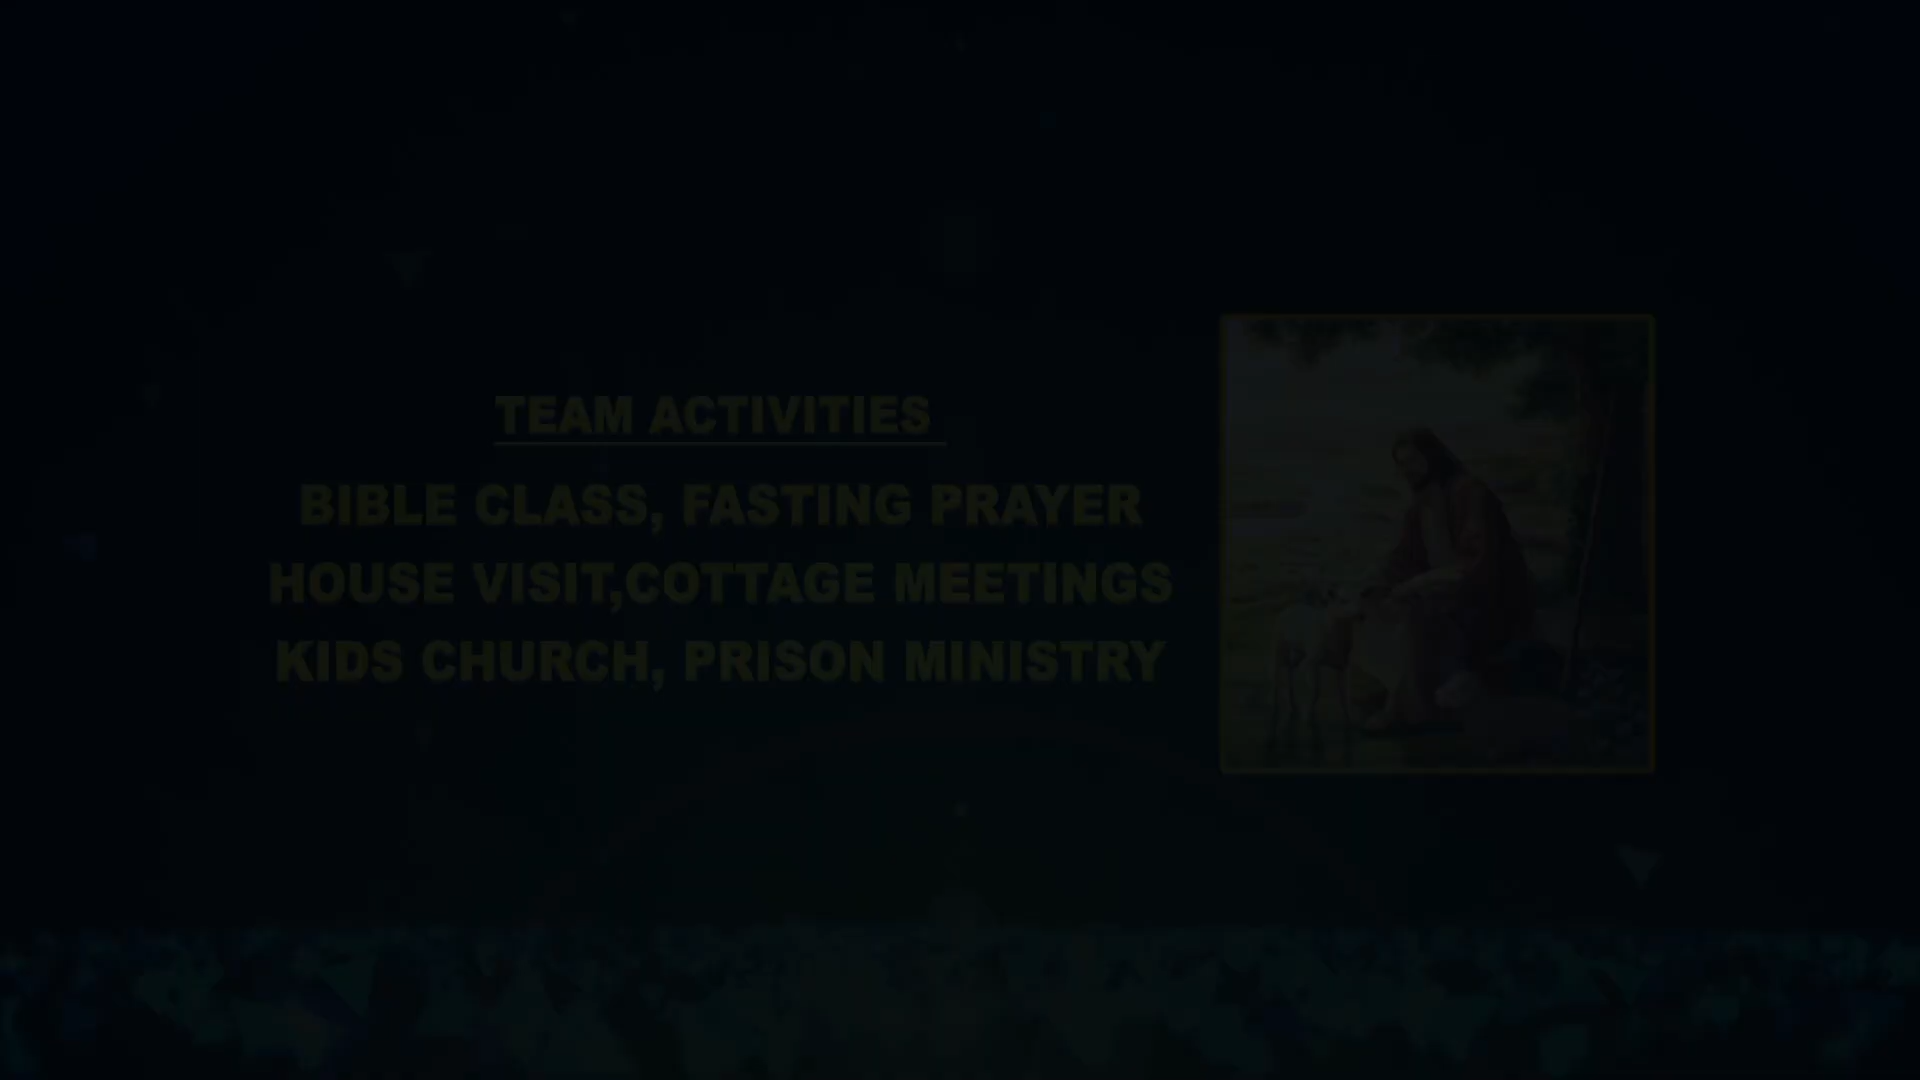 TEAM ACTIVITIES
BIBLE CLASS, FASTING PRAYER
HOUSE VISIT,COTTAGE MEETINGS
KIDS CHURCH, PRISON MINISTRY